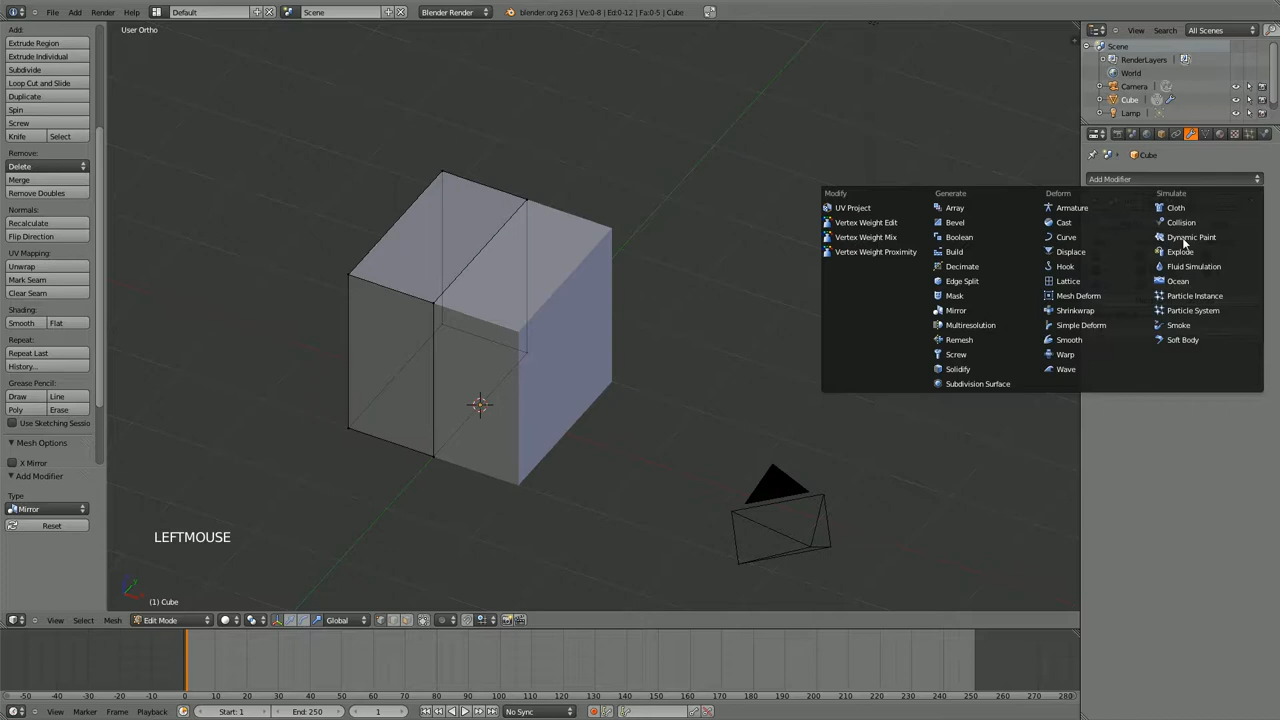 File Add Render Help Default Scene Blender Render blender.org 263 | Ve:0-8 | Ed:0-12 | Fa:0-5 | Cube
View Search All Scenes
Add:
Extrude Region
Extrude Individual
Subdivide
Loop Cut and Slide
Duplicate
Spin
Screw
Knife Select
Remove:
Delete
Merge
Remove Doubles
Normals:
Recalculate
Flip Direction
UV Mapping:
Unwrap
Mark Seam
Clear Seam
Shading:
Smooth Flat
Repeat:
Repeat Last
History...
Grease Pencil:
Draw Line
Poly Erase
Use Sketching Sessio
Mesh Options
X Mirror
Add Modifier
Type
Mirror
Reset
User Ortho
LEFTMOUSE
(1) Cube
Scene
RenderLayers
World
Camera
Cube
Lamp
Cube
Add Modifier
Modify
UV Project
Vertex Weight Edit
Vertex Weight Mix
Vertex Weight Proximity
Generate
Array
Bevel
Boolean
Build
Decimate
Edge Split
Mask
Mirror
Multiresolution
Remesh
Screw
Solidify
Subdivision Surface
Deform
Armature
Cast
Curve
Displace
Hook
Lattice
Mesh Deform
Shrinkwrap
Simple Deform
Smooth
Warp
Wave
Simulate
Cloth
Collision
Dynamic Paint
Explode
Fluid Simulation
Ocean
Particle Instance
Particle System
Smoke
Soft Body
View Select Mesh Edit Mode Global
-50 -40 -30 -20 -10 0 10 20 30 40 50 60 70 80 90 100 110 120 130 140 150 160 170 180 190 200 210 220 230 240 250 260 270 280
View Marker Frame Playback Start: 1 End: 250 1 No Sync